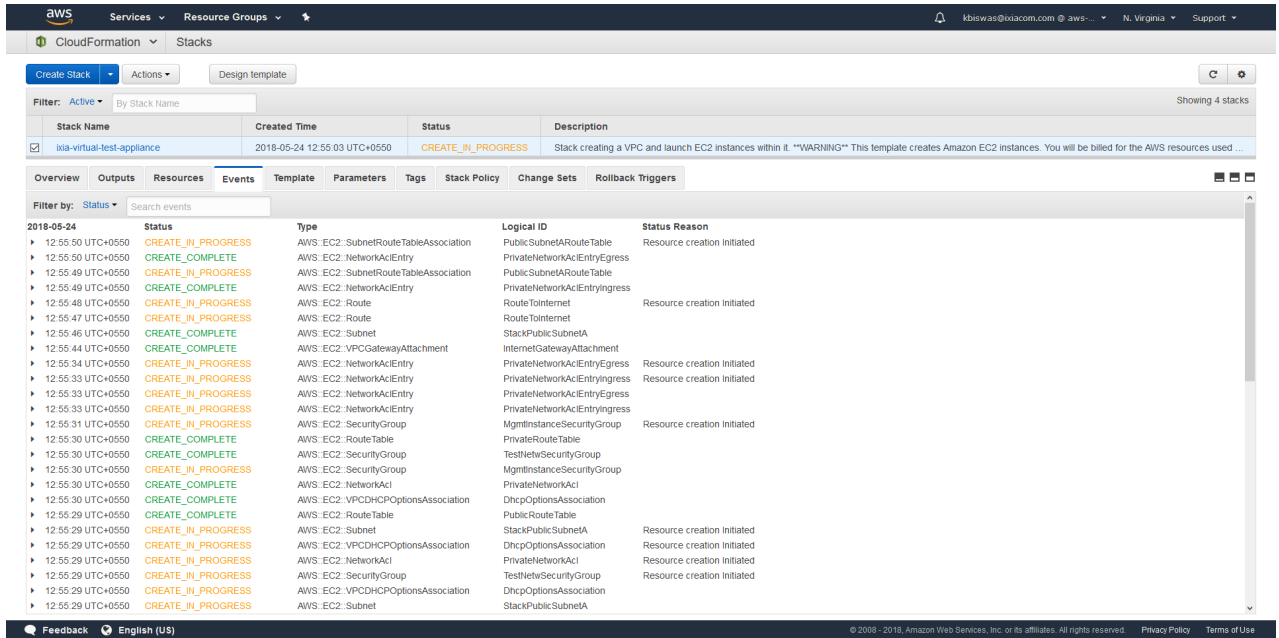 aws Services Resource Groups kbiswas@ixiacom.com @ aws-... N. Virginia Support
CloudFormation Stacks
Create Stack Actions Design template
Filter: Active By Stack Name Showing 4 stacks
Stack Name Created Time Status Description
ixia-virtual-test-appliance 2018-05-24 12:55:03 UTC+0550 CREATE_IN_PROGRESS Stack creating a VPC and launch EC2 instances within it. **WARNING** This template creates Amazon EC2 instances. You will be billed for the AWS resources used ...
Overview Outputs Resources Events Template Parameters Tags Stack Policy Change Sets Rollback Triggers
Filter by: Status Search events
2018-05-24 Status Type Logical ID Status Reason
12:55:50 UTC+0550 CREATE_IN_PROGRESS AWS::EC2::SubnetRouteTableAssociation PublicSubnetARouteTable Resource creation Initiated
12:55:50 UTC+0550 CREATE_COMPLETE AWS::EC2::NetworkAclEntry PrivateNetworkAclEntryEgress
12:55:49 UTC+0550 CREATE_IN_PROGRESS AWS::EC2::SubnetRouteTableAssociation PublicSubnetARouteTable
12:55:49 UTC+0550 CREATE_COMPLETE AWS::EC2::NetworkAclEntry PrivateNetworkAclEntryIngress
12:55:48 UTC+0550 CREATE_IN_PROGRESS AWS::EC2::Route RouteToInternet Resource creation Initiated
12:55:47 UTC+0550 CREATE_IN_PROGRESS AWS::EC2::Route RouteToInternet
12:55:46 UTC+0550 CREATE_COMPLETE AWS::EC2::Subnet StackPublicSubnetA
12:55:44 UTC+0550 CREATE_COMPLETE AWS::EC2::VPCGatewayAttachment InternetGatewayAttachment
12:55:34 UTC+0550 CREATE_IN_PROGRESS AWS::EC2::NetworkAclEntry PrivateNetworkAclEntryEgress Resource creation Initiated
12:55:33 UTC+0550 CREATE_IN_PROGRESS AWS::EC2::NetworkAclEntry PrivateNetworkAclEntryIngress Resource creation Initiated
12:55:33 UTC+0550 CREATE_IN_PROGRESS AWS::EC2::NetworkAclEntry PrivateNetworkAclEntryEgress
12:55:33 UTC+0550 CREATE_IN_PROGRESS AWS::EC2::NetworkAclEntry PrivateNetworkAclEntryIngress
12:55:31 UTC+0550 CREATE_IN_PROGRESS AWS::EC2::SecurityGroup MgmtInstanceSecurityGroup Resource creation Initiated
12:55:30 UTC+0550 CREATE_COMPLETE AWS::EC2::RouteTable PrivateRouteTable
12:55:30 UTC+0550 CREATE_COMPLETE AWS::EC2::SecurityGroup TestNetwSecurityGroup
12:55:30 UTC+0550 CREATE_IN_PROGRESS AWS::EC2::SecurityGroup MgmtInstanceSecurityGroup
12:55:30 UTC+0550 CREATE_COMPLETE AWS::EC2::NetworkAcl PrivateNetworkAcl
12:55:30 UTC+0550 CREATE_COMPLETE AWS::EC2::VPCDHCPOptionsAssociation DhcpOptionsAssociation
12:55:29 UTC+0550 CREATE_COMPLETE AWS::EC2::RouteTable PublicRouteTable
12:55:29 UTC+0550 CREATE_IN_PROGRESS AWS::EC2::Subnet StackPublicSubnetA Resource creation Initiated
12:55:29 UTC+0550 CREATE_IN_PROGRESS AWS::EC2::VPCDHCPOptionsAssociation DhcpOptionsAssociation Resource creation Initiated
12:55:29 UTC+0550 CREATE_IN_PROGRESS AWS::EC2::NetworkAcl PrivateNetworkAcl Resource creation Initiated
12:55:29 UTC+0550 CREATE_IN_PROGRESS AWS::EC2::SecurityGroup TestNetwSecurityGroup Resource creation Initiated
12:55:29 UTC+0550 CREATE_IN_PROGRESS AWS::EC2::VPCDHCPOptionsAssociation DhcpOptionsAssociation
12:55:29 UTC+0550 CREATE_IN_PROGRESS AWS::EC2::Subnet StackPublicSubnetA
Feedback English (US) © 2008 - 2018, Amazon Web Services, Inc. or its affiliates. All rights reserved. Privacy Policy Terms of Use